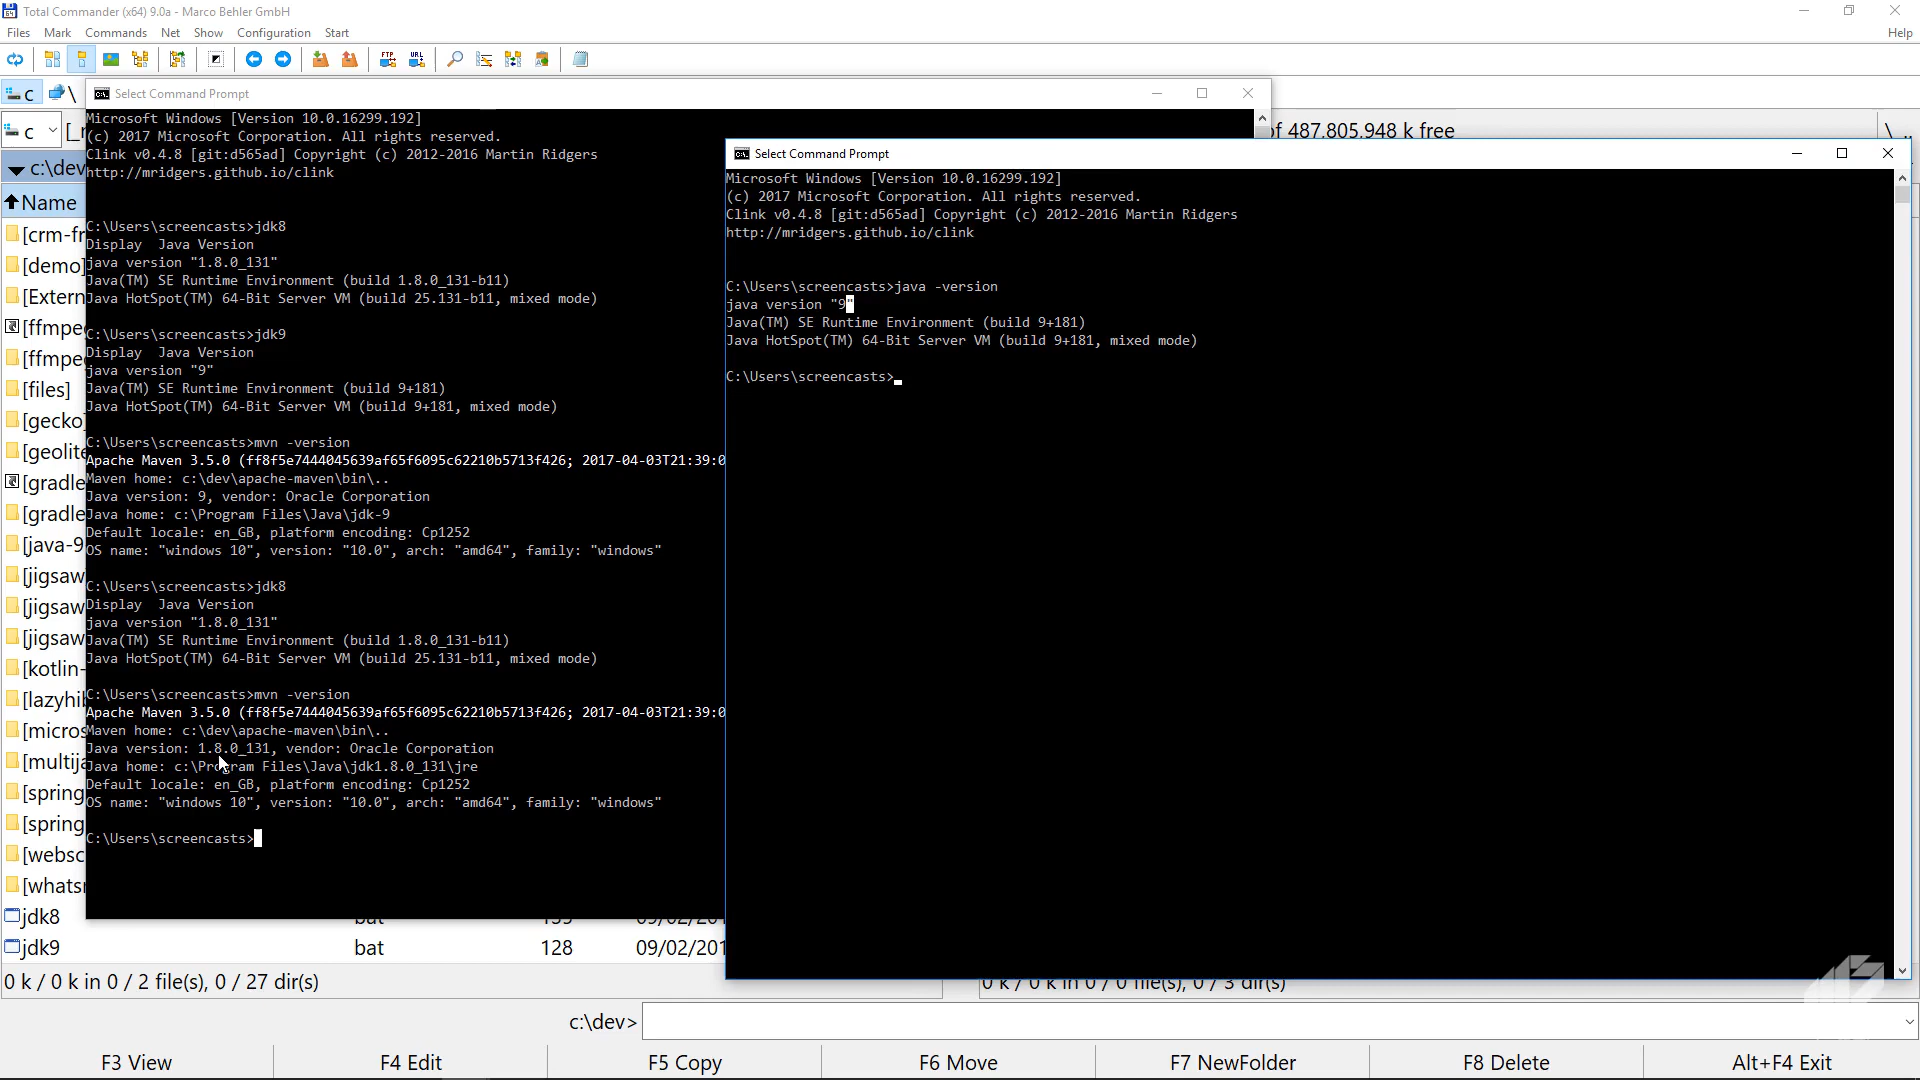 Total Commander (x64) 9.0a - Marco Behler GmbH
Files Mark Commands Net Show Configuration Start Help
FTP URL
c \
c [_
of 487.805.948 k free \ ..
c:\dev
Name
[crm-fr
[demo]
[Extern
[ffmpe
[ffmpe
[files]
[gecko]
[geolite
[gradle
[gradle
[java-9
[jigsaw
[jigsaw
[jigsaw
[kotlin-
[lazyhil
[micros
[multija
[spring
[spring
[websc
[whatsr
jdk8 bat
jdk9 bat 128 09/02/201
0 k / 0 k in 0 / 2 file(s), 0 / 27 dir(s)
0 k / 0 k in 0 / 0 file(s), 0 / 3 dir(s)
c:\dev>
F3 View F4 Edit F5 Copy F6 Move F7 NewFolder F8 Delete Alt+F4 Exit
Select Command Prompt
Microsoft Windows [Version 10.0.16299.192]
(c) 2017 Microsoft Corporation. All rights reserved.
Clink v0.4.8 [git:d565ad] Copyright (c) 2012-2016 Martin Ridgers
http://mridgers.github.io/clink
C:\Users\screencasts>jdk8
Display  Java Version
java version "1.8.0_131"
Java(TM) SE Runtime Environment (build 1.8.0_131-b11)
Java HotSpot(TM) 64-Bit Server VM (build 25.131-b11, mixed mode)
C:\Users\screencasts>jdk9
Display  Java Version
java version "9"
Java(TM) SE Runtime Environment (build 9+181)
Java HotSpot(TM) 64-Bit Server VM (build 9+181, mixed mode)
C:\Users\screencasts>mvn -version
Apache Maven 3.5.0 (ff8f5e7444045639af65f6095c62210b5713f426; 2017-04-03T21:39:0
Maven home: c:\dev\apache-maven\bin\..
Java version: 9, vendor: Oracle Corporation
Java home: c:\Program Files\Java\jdk-9
Default locale: en_GB, platform encoding: Cp1252
OS name: "windows 10", version: "10.0", arch: "amd64", family: "windows"
C:\Users\screencasts>jdk8
Display  Java Version
java version "1.8.0_131"
Java(TM) SE Runtime Environment (build 1.8.0_131-b11)
Java HotSpot(TM) 64-Bit Server VM (build 25.131-b11, mixed mode)
C:\Users\screencasts>mvn -version
Apache Maven 3.5.0 (ff8f5e7444045639af65f6095c62210b5713f426; 2017-04-03T21:39:0
Maven home: c:\dev\apache-maven\bin\..
Java version: 1.8.0_131, vendor: Oracle Corporation
Java home: c:\Program Files\Java\jdk1.8.0_131\jre
Default locale: en_GB, platform encoding: Cp1252
OS name: "windows 10", version: "10.0", arch: "amd64", family: "windows"
C:\Users\screencasts>
Select Command Prompt
Microsoft Windows [Version 10.0.16299.192]
(c) 2017 Microsoft Corporation. All rights reserved.
Clink v0.4.8 [git:d565ad] Copyright (c) 2012-2016 Martin Ridgers
http://mridgers.github.io/clink
C:\Users\screencasts>java -version
java version "9"
Java(TM) SE Runtime Environment (build 9+181)
Java HotSpot(TM) 64-Bit Server VM (build 9+181, mixed mode)
C:\Users\screencasts>